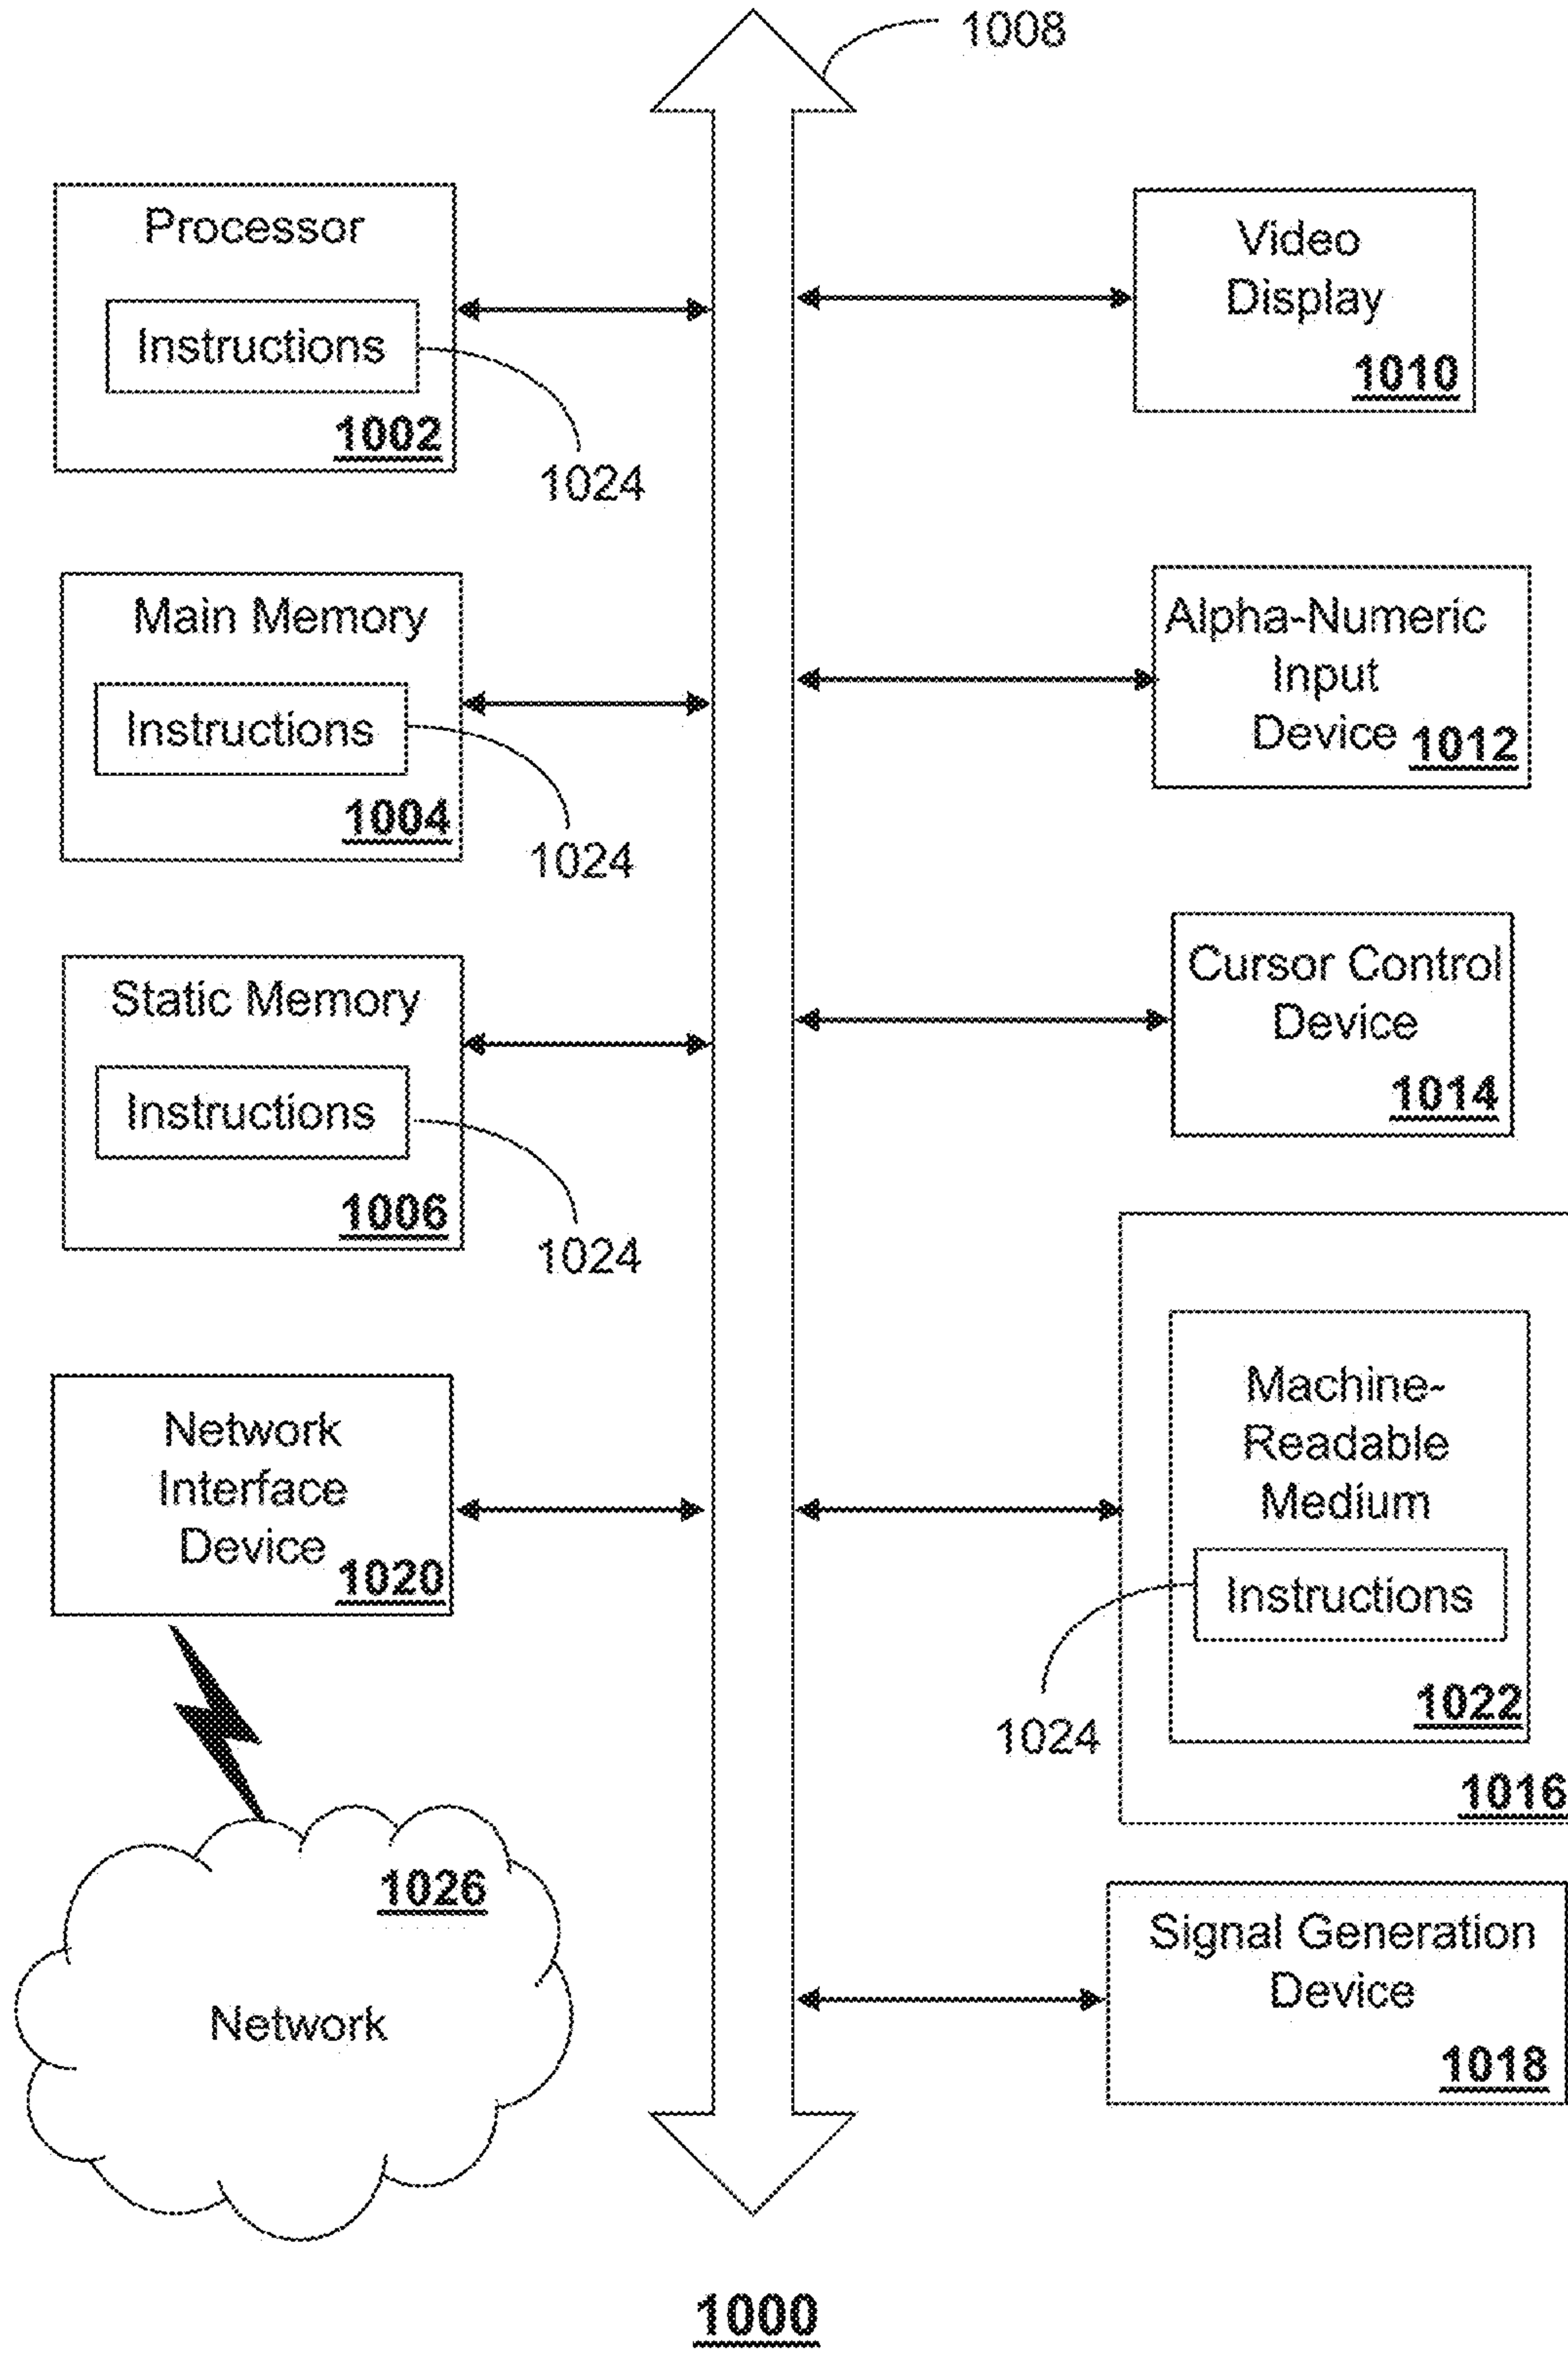 1008
Processor
Instructions
1002
1024
Main Memory
Instructions
1004
1024
Static Memory
Instructions
1006
1024
Network
Interface
Device
1020
1026
Network
Video
Display
1010
Alpha-Numeric
Input
Device
1012
Cursor Control
Device
1014
Machine-
Readable
Medium
Instructions
1022
1024
1016
Signal Generation
Device
1018
1000